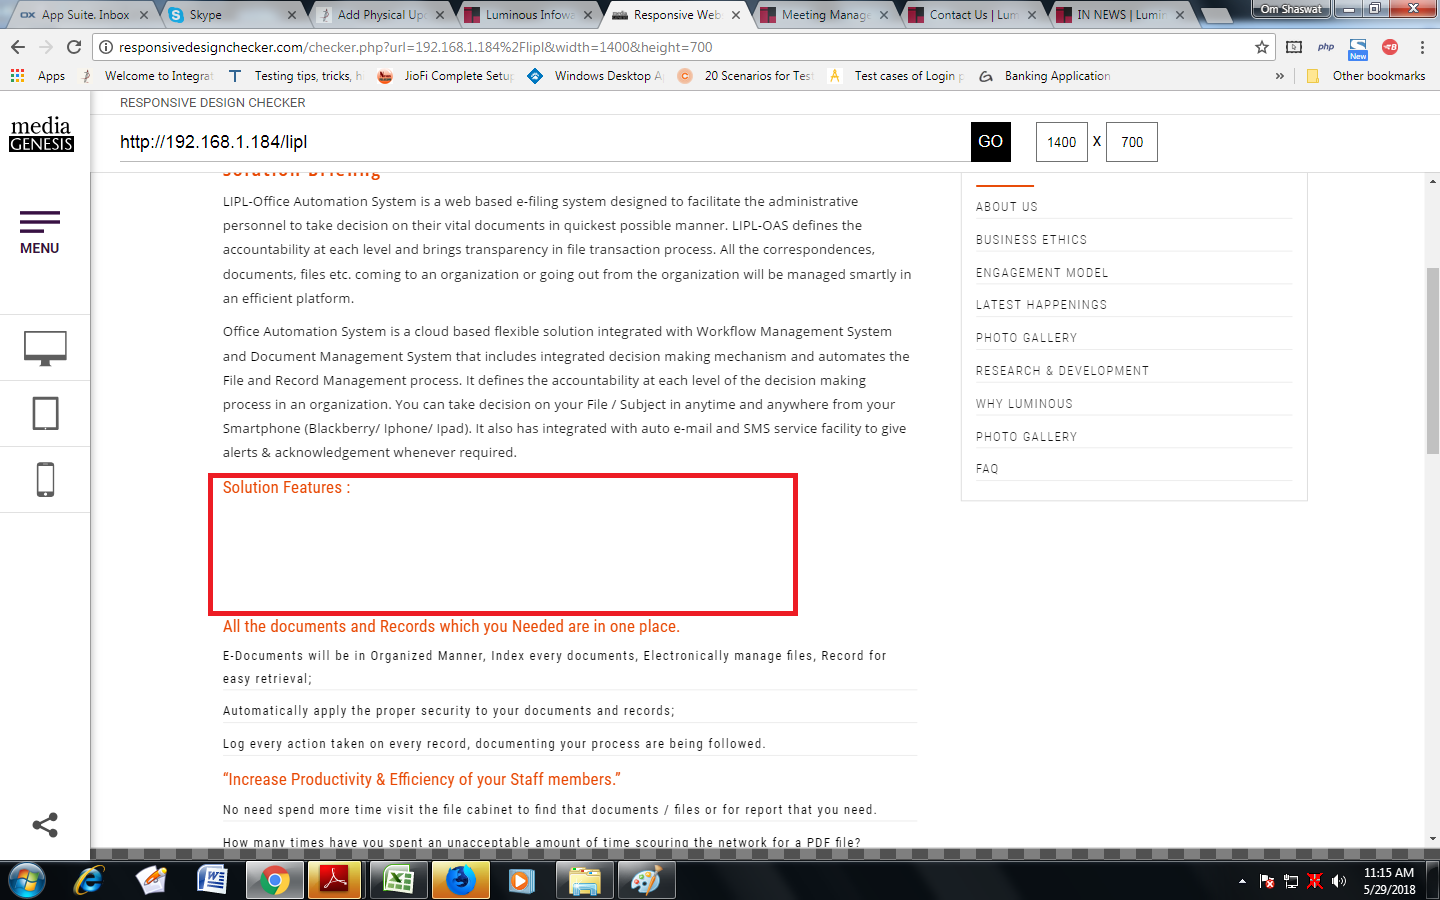 App Suite. Inbox
Skype
Add Physical Up
Luminous Infowa
Responsive Web
Meeting Manage
Contact Us | Lum
IN NEWS | Lumin
Om Shaswat
responsivedesignchecker.com/checker.php?url=192.168.1.184%2Flipl&width=1400&height=700
php
New
Apps
Welcome to Integrat
Testing tips, tricks, h
JioFi Complete Setup
Windows Desktop A
20 Scenarios for Test
Test cases of Login p
Banking Application
»
Other bookmarks
RESPONSIVE DESIGN CHECKER
media
GENESIS
http://192.168.1.184/lipl
GO
1400 X 700
MENU
Solution Briefing
LIPL-Office Automation System is a web based e-filing system designed to facilitate the administrative
personnel to take decision on their vital documents in quickest possible manner. LIPL-OAS defines the
accountability at each level and brings transparency in file transaction process. All the correspondences,
documents, files etc. coming to an organization or going out from the organization will be managed smartly in
an efficient platform.
Office Automation System is a cloud based flexible solution integrated with Workflow Management System
and Document Management System that includes integrated decision making mechanism and automates the
File and Record Management process. It defines the accountability at each level of the decision making
process in an organization. You can take decision on your File / Subject in anytime and anywhere from your
Smartphone (Blackberry/ Iphone/ Ipad). It also has integrated with auto e-mail and SMS service facility to give
alerts & acknowledgement whenever required.
Solution Features :
All the documents and Records which you Needed are in one place.
E-Documents will be in Organized Manner, Index every documents, Electronically manage files, Record for
easy retrieval;
Automatically apply the proper security to your documents and records;
Log every action taken on every record, documenting your process are being followed.
“Increase Productivity & Efficiency of your Staff members.”
No need spend more time visit the file cabinet to find that documents / files or for report that you need.
How many times have you spent an unacceptable amount of time scouring the network for a PDF file?
ABOUT US
BUSINESS ETHICS
ENGAGEMENT MODEL
LATEST HAPPENINGS
PHOTO GALLERY
RESEARCH & DEVELOPMENT
WHY LUMINOUS
PHOTO GALLERY
FAQ
11:15 AM
5/29/2018